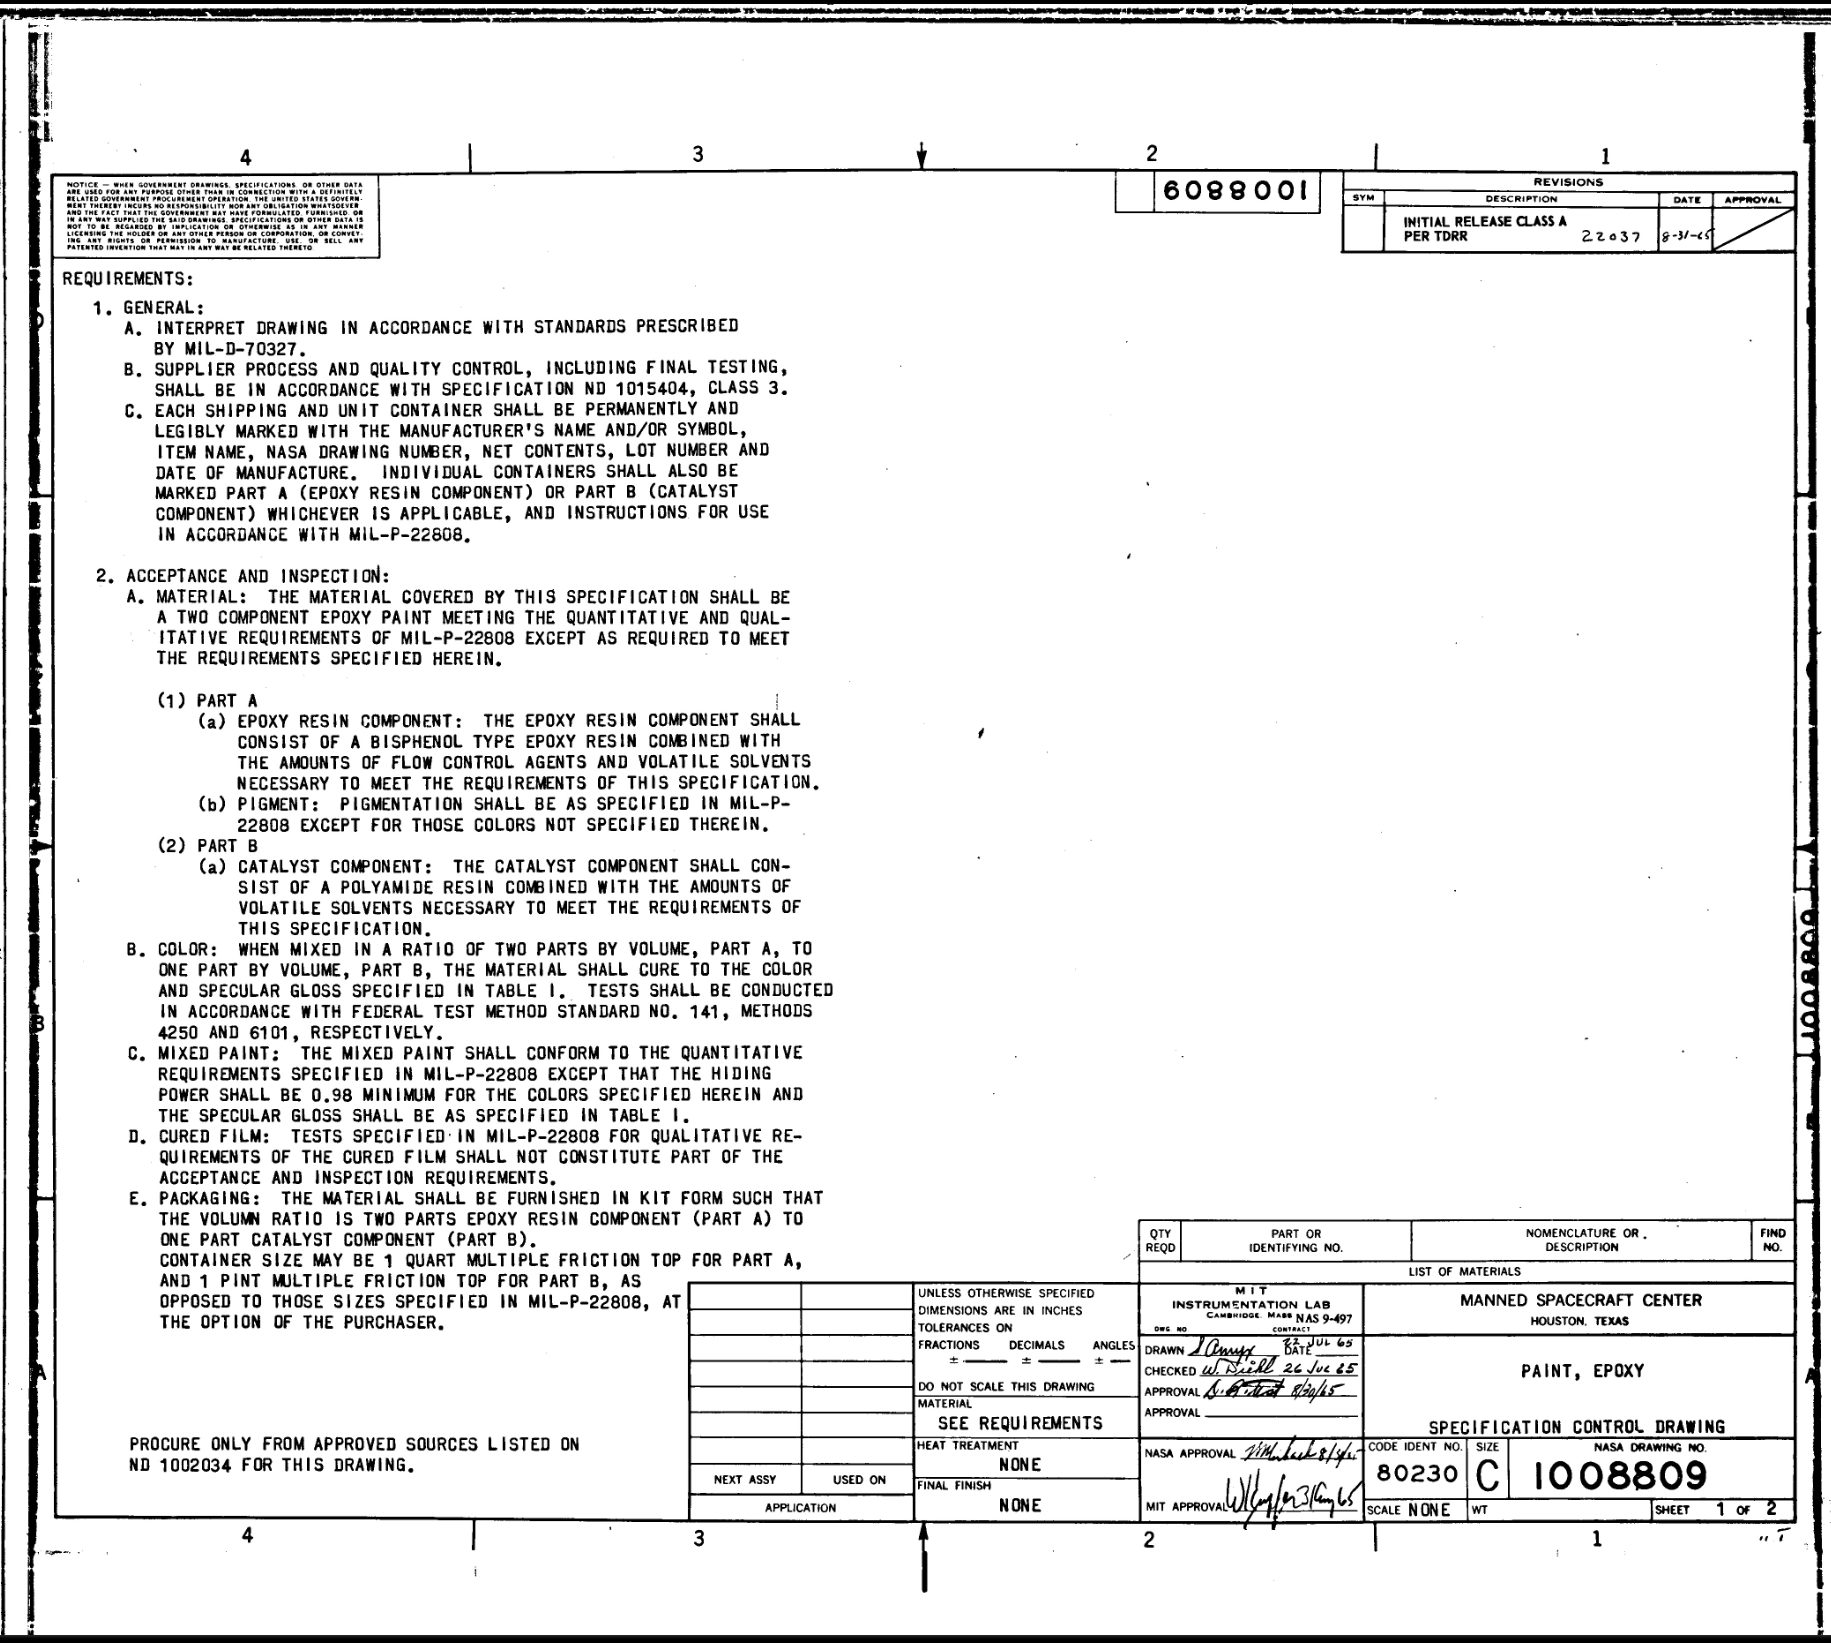 4 3 2 1
NOTICE — WHEN GOVERNMENT DRAWINGS, SPECIFICATIONS, OR OTHER DATA
ARE USED FOR ANY PURPOSE OTHER THAN IN CONNECTION WITH A DEFINITELY
RELATED GOVERNMENT PROCUREMENT OPERATION, THE UNITED STATES GOVERN-
MENT THEREBY INCURS NO RESPONSIBILITY NOR ANY OBLIGATION WHATSOEVER
AND THE FACT THAT THE GOVERNMENT MAY HAVE FORMULATED, FURNISHED, OR
IN ANY WAY SUPPLIED THE SAID DRAWINGS, SPECIFICATIONS OR OTHER DATA IS
NOT TO BE REGARDED BY IMPLICATION OR OTHERWISE AS IN ANY MANNER
LICENSING THE HOLDER OR ANY OTHER PERSON OR CORPORATION, OR CONVEY-
ING ANY RIGHTS OR PERMISSION TO MANUFACTURE, USE, OR SELL ANY
PATENTED INVENTION THAT MAY IN ANY WAY BE RELATED THERETO
1008809
REVISIONS
SYM DESCRIPTION DATE APPROVAL
INITIAL RELEASE CLASS A
PER TDRR 22037 8-31-65
REQUIREMENTS:
1. GENERAL:
A. INTERPRET DRAWING IN ACCORDANCE WITH STANDARDS PRESCRIBED
BY MIL-D-70327.
B. SUPPLIER PROCESS AND QUALITY CONTROL, INCLUDING FINAL TESTING,
SHALL BE IN ACCORDANCE WITH SPECIFICATION ND 1015404, CLASS 3.
C. EACH SHIPPING AND UNIT CONTAINER SHALL BE PERMANENTLY AND
LEGIBLY MARKED WITH THE MANUFACTURER'S NAME AND/OR SYMBOL,
ITEM NAME, NASA DRAWING NUMBER, NET CONTENTS, LOT NUMBER AND
DATE OF MANUFACTURE. INDIVIDUAL CONTAINERS SHALL ALSO BE
MARKED PART A (EPOXY RESIN COMPONENT) OR PART B (CATALYST
COMPONENT) WHICHEVER IS APPLICABLE, AND INSTRUCTIONS FOR USE
IN ACCORDANCE WITH MIL-P-22808.
2. ACCEPTANCE AND INSPECTION:
A. MATERIAL: THE MATERIAL COVERED BY THIS SPECIFICATION SHALL BE
A TWO COMPONENT EPOXY PAINT MEETING THE QUANTITATIVE AND QUAL-
ITATIVE REQUIREMENTS OF MIL-P-22808 EXCEPT AS REQUIRED TO MEET
THE REQUIREMENTS SPECIFIED HEREIN.
(1) PART A
(a) EPOXY RESIN COMPONENT: THE EPOXY RESIN COMPONENT SHALL
CONSIST OF A BISPHENOL TYPE EPOXY RESIN COMBINED WITH
THE AMOUNTS OF FLOW CONTROL AGENTS AND VOLATILE SOLVENTS
NECESSARY TO MEET THE REQUIREMENTS OF THIS SPECIFICATION.
(b) PIGMENT: PIGMENTATION SHALL BE AS SPECIFIED IN MIL-P-
22808 EXCEPT FOR THOSE COLORS NOT SPECIFIED THEREIN.
(2) PART B
(a) CATALYST COMPONENT: THE CATALYST COMPONENT SHALL CON-
SIST OF A POLYAMIDE RESIN COMBINED WITH THE AMOUNTS OF
VOLATILE SOLVENTS NECESSARY TO MEET THE REQUIREMENTS OF
THIS SPECIFICATION.
B. COLOR: WHEN MIXED IN A RATIO OF TWO PARTS BY VOLUME, PART A, TO
ONE PART BY VOLUME, PART B, THE MATERIAL SHALL CURE TO THE COLOR
AND SPECULAR GLOSS SPECIFIED IN TABLE I. TESTS SHALL BE CONDUCTED
IN ACCORDANCE WITH FEDERAL TEST METHOD STANDARD NO. 141, METHODS
4250 AND 6101, RESPECTIVELY.
C. MIXED PAINT: THE MIXED PAINT SHALL CONFORM TO THE QUANTITATIVE
REQUIREMENTS SPECIFIED IN MIL-P-22808 EXCEPT THAT THE HIDING
POWER SHALL BE 0.98 MINIMUM FOR THE COLORS SPECIFIED HEREIN AND
THE SPECULAR GLOSS SHALL BE AS SPECIFIED IN TABLE I.
D. CURED FILM: TESTS SPECIFIED IN MIL-P-22808 FOR QUALITATIVE RE-
QUIREMENTS OF THE CURED FILM SHALL NOT CONSTITUTE PART OF THE
ACCEPTANCE AND INSPECTION REQUIREMENTS.
E. PACKAGING: THE MATERIAL SHALL BE FURNISHED IN KIT FORM SUCH THAT
THE VOLUMN RATIO IS TWO PARTS EPOXY RESIN COMPONENT (PART A) TO
ONE PART CATALYST COMPONENT (PART B).
CONTAINER SIZE MAY BE 1 QUART MULTIPLE FRICTION TOP FOR PART A,
AND 1 PINT MULTIPLE FRICTION TOP FOR PART B, AS
OPPOSED TO THOSE SIZES SPECIFIED IN MIL-P-22808, AT
THE OPTION OF THE PURCHASER.
PROCURE ONLY FROM APPROVED SOURCES LISTED ON
ND 1002034 FOR THIS DRAWING.
1008809
B
A
A
NEXT ASSY USED ON
APPLICATION
UNLESS OTHERWISE SPECIFIED
DIMENSIONS ARE IN INCHES
TOLERANCES ON
FRACTIONS DECIMALS ANGLES
± ± ±
DO NOT SCALE THIS DRAWING
MATERIAL
SEE REQUIREMENTS
HEAT TREATMENT
NONE
FINAL FINISH
NONE
QTY REQD
PART OR IDENTIFYING NO.
NOMENCLATURE OR DESCRIPTION
FIND NO.
LIST OF MATERIALS
MIT
INSTRUMENTATION LAB
CAMBRIDGE, MASS NAS 9-497
DWG NO CONTRACT
DRAWN DATE 22 JUL 65
CHECKED W. Diehl 26 Jul 65
APPROVAL 8/30/65
APPROVAL
NASA APPROVAL
MIT APPROVAL
MANNED SPACECRAFT CENTER
HOUSTON, TEXAS
PAINT, EPOXY
SPECIFICATION CONTROL DRAWING
CODE IDENT NO. 80230
SIZE C
NASA DRAWING NO. 1008809
SCALE NONE WT SHEET 1 OF 2
4 3 2 1